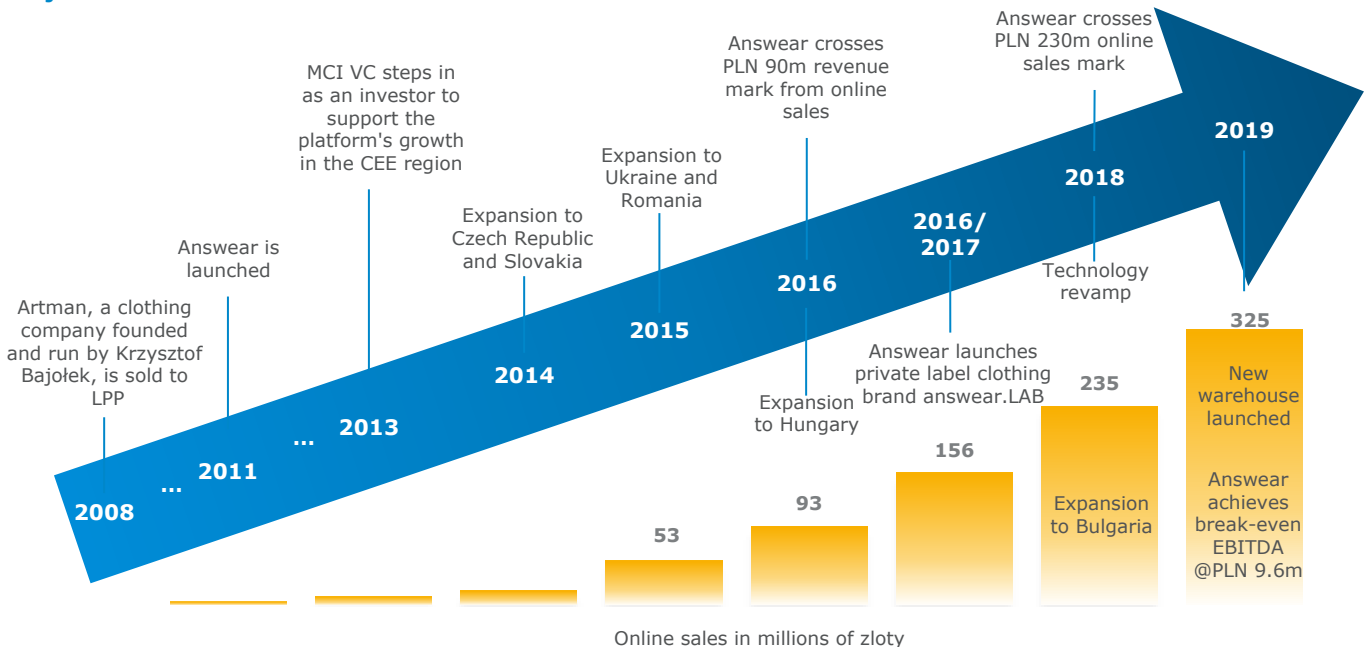 Answear crosses
PLN 230m online
sales mark
Answear crosses
PLN 90m revenue
mark from online
sales
MCI VC steps in
as an investor to
support the
platform's growth
in the CEE region
Expansion to
Ukraine and
Romania
Expansion to
Czech Republic
and Slovakia
Answear is
launched
Artman, a clothing
company founded
and run by Krzysztof
Bajołek, is sold to
LPP
2008
...
2011
...
2013
2014
2015
2016
2016/
2017
2018
2019
Technology
revamp
Answear launches
private label clothing
brand answear.LAB
Expansion
to Hungary
53
93
156
235
325
Expansion
to Bulgaria
New
warehouse
launched
Answear
achieves
break-even
EBITDA
@PLN 9.6m
Online sales in millions of zloty